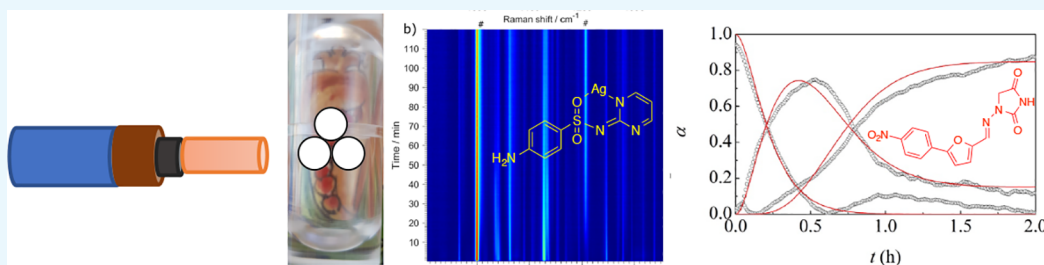 Raman shift / cm⁻¹
# #
b)
110
100
90
80
70
60
50
40
30
20
10
Time / min
Ag
O
S
O
N
N
N
H₂N
1.0
0.8
0.6
0.4
0.2
0.0
α
0.0 0.5 1.0 1.5 2.0
t (h)
O
NH
N
O
N
O
O₂N